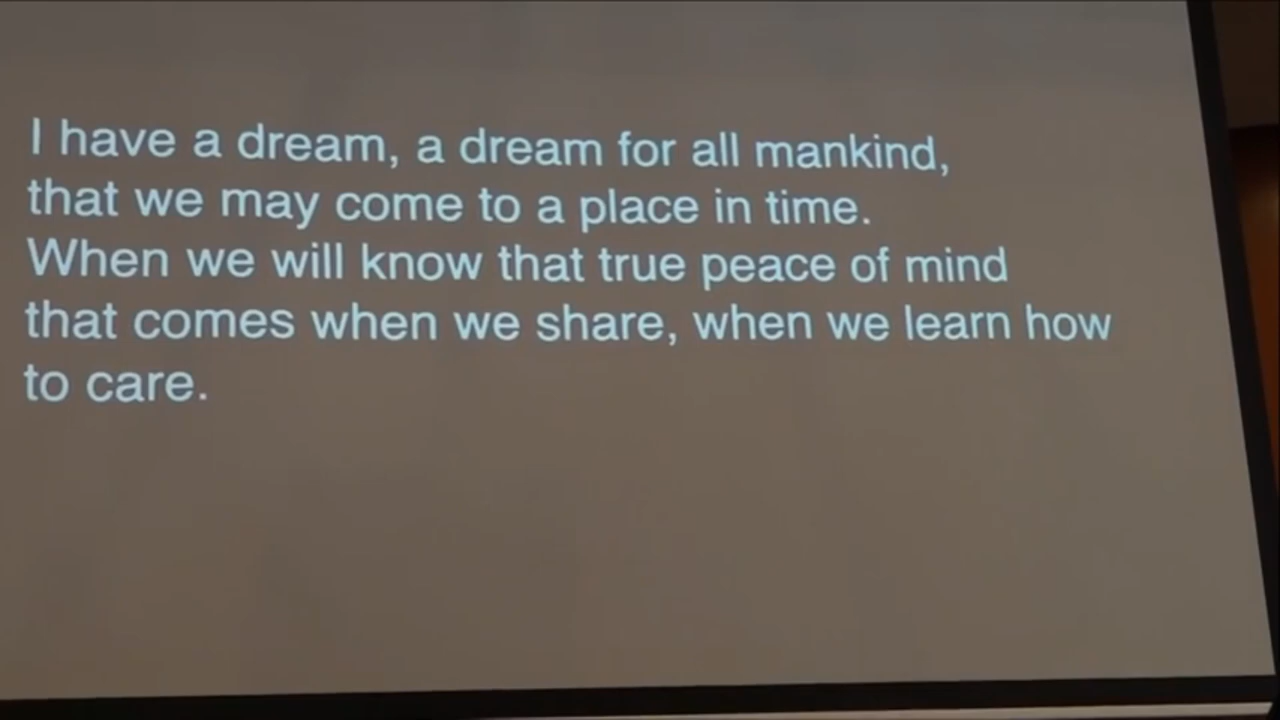 I have a dream, a dream for all mankind,
that we may come to a place in time.
When we will know that true peace of mind
that comes when we share, when we learn how
to care.